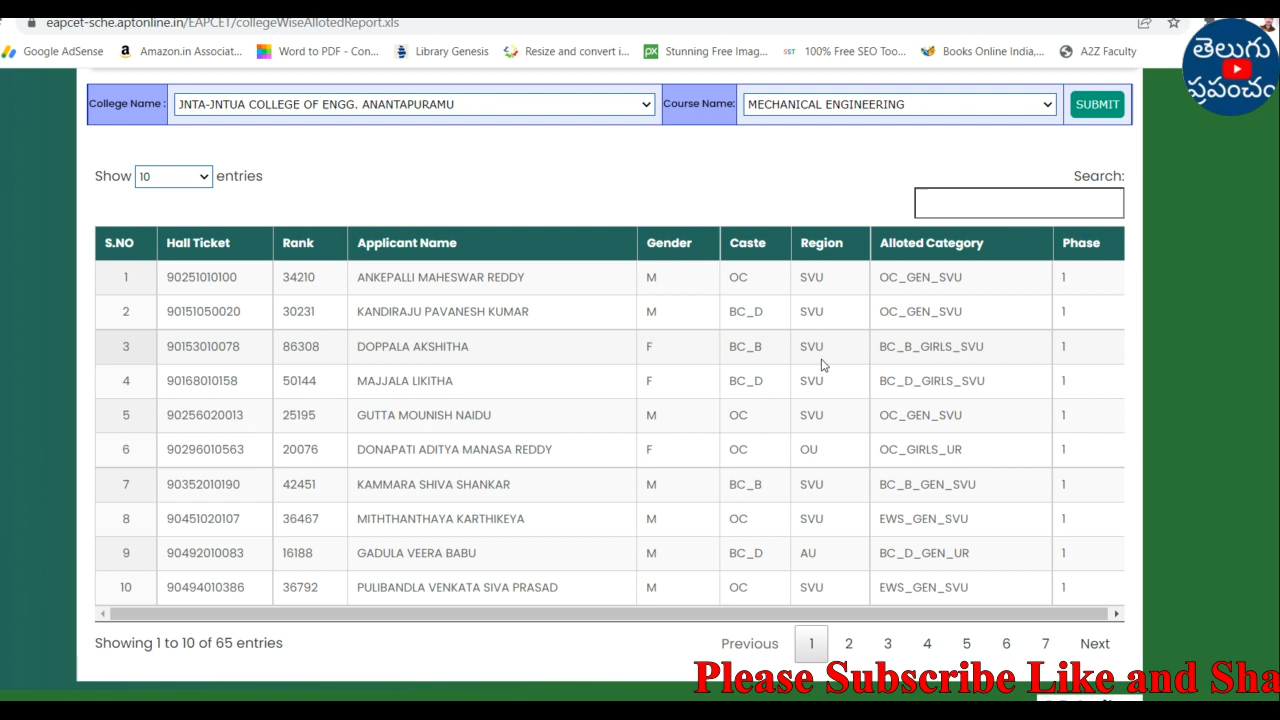 eapcet-sche.aptonline.in/EAPCET/collegeWiseAllotedReport.xls
Google AdSense Amazon.in Associat... Word to PDF - Con... Library Genesis Resize and convert i... px Stunning Free Imag... SST 100% Free SEO Too... Books Online India,... A2Z Faculty
తెలుగు
ప్రపంచం
College Name : JNTA-JNTUA COLLEGE OF ENGG. ANANTAPURAMU Course Name: MECHANICAL ENGINEERING SUBMIT
Show 10 entries Search:
S.NO Hall Ticket Rank Applicant Name Gender Caste Region Alloted Category Phase
1 90251010100 34210 ANKEPALLI MAHESWAR REDDY M OC SVU OC_GEN_SVU 1
2 90151050020 30231 KANDIRAJU PAVANESH KUMAR M BC_D SVU OC_GEN_SVU 1
3 90153010078 86308 DOPPALA AKSHITHA F BC_B SVU BC_B_GIRLS_SVU 1
4 90168010158 50144 MAJJALA LIKITHA F BC_D SVU BC_D_GIRLS_SVU 1
5 90256020013 25195 GUTTA MOUNISH NAIDU M OC SVU OC_GEN_SVU 1
6 90296010563 20076 DONAPATI ADITYA MANASA REDDY F OC OU OC_GIRLS_UR 1
7 90352010190 42451 KAMMARA SHIVA SHANKAR M BC_B SVU BC_B_GEN_SVU 1
8 90451020107 36467 MITHTHANTHAYA KARTHIKEYA M OC SVU EWS_GEN_SVU 1
9 90492010083 16188 GADULA VEERA BABU M BC_D AU BC_D_GEN_UR 1
10 90494010386 36792 PULIBANDLA VENKATA SIVA PRASAD M OC SVU EWS_GEN_SVU 1
Showing 1 to 10 of 65 entries Previous 1 2 3 4 5 6 7 Next
Please Subscribe Like and Sha